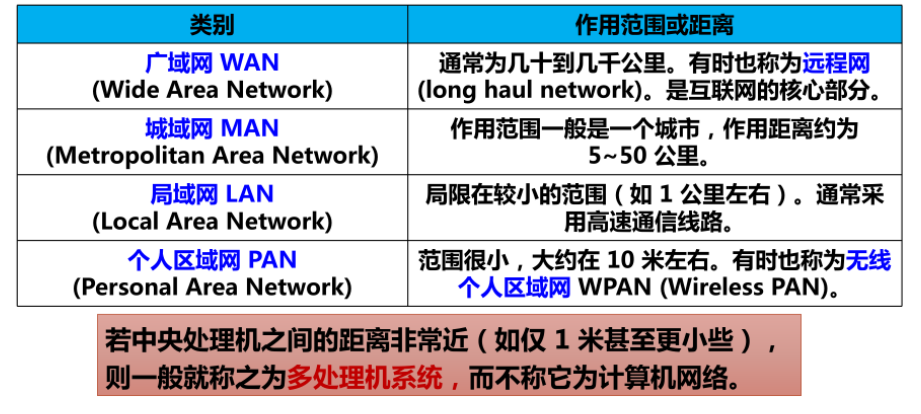 类别
作用范围或距离
广域网 WAN
(Wide Area Network)
通常为几十到几千公里。有时也称为远程网
(long haul network)。是互联网的核心部分。
城域网 MAN
(Metropolitan Area Network)
作用范围一般是一个城市，作用距离约为
5~50 公里。
局域网 LAN
(Local Area Network)
局限在较小的范围（如 1 公里左右）。通常采
用高速通信线路。
个人区域网 PAN
(Personal Area Network)
范围很小，大约在 10 米左右。有时也称为无线
个人区域网 WPAN (Wireless PAN)。
若中央处理机之间的距离非常近（如仅 1 米甚至更小些），
则一般就称之为多处理机系统，而不称它为计算机网络。